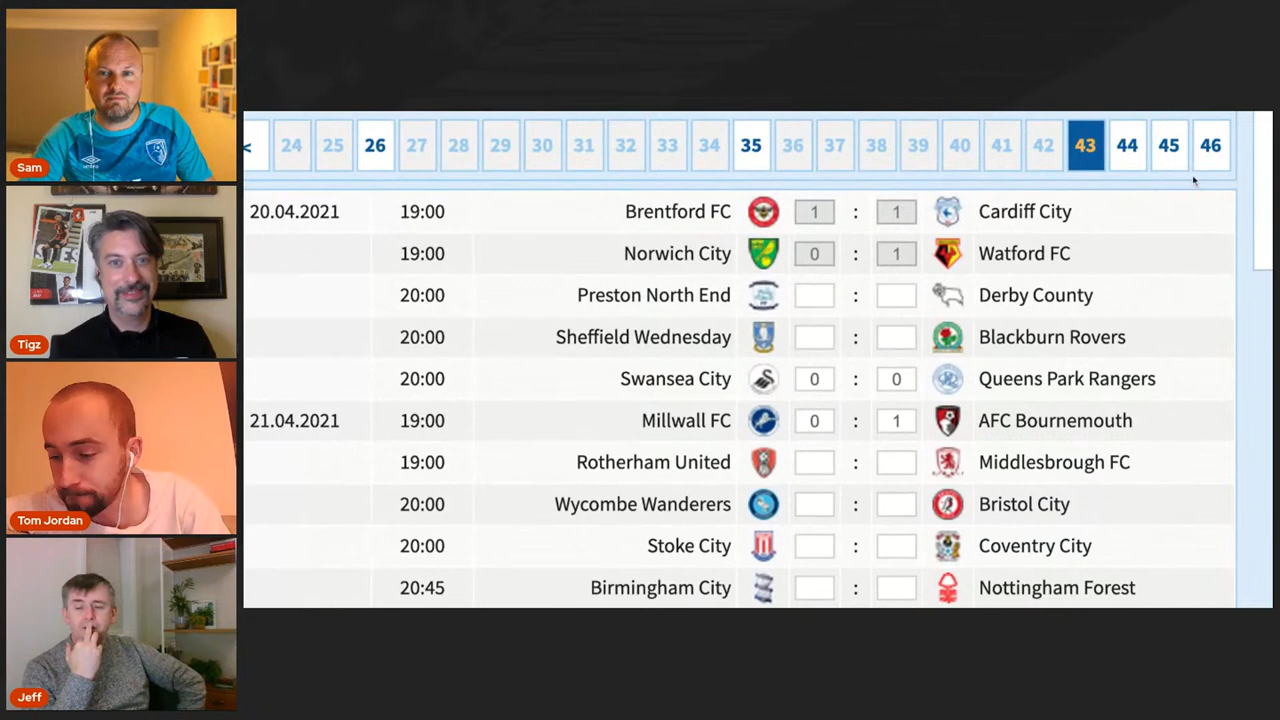 Sam
Tigz
Tom Jordan
Jeff
< 24 25 26 27 28 29 30 31 32 33 34 35 36 37 38 39 40 41 42 43 44 45 46
20.04.2021 19:00 Brentford FC 1 : 1 Cardiff City
19:00 Norwich City 0 : 1 Watford FC
20:00 Preston North End : Derby County
20:00 Sheffield Wednesday : Blackburn Rovers
20:00 Swansea City 0 : 0 Queens Park Rangers
21.04.2021 19:00 Millwall FC 0 : 1 AFC Bournemouth
19:00 Rotherham United : Middlesbrough FC
20:00 Wycombe Wanderers : Bristol City
20:00 Stoke City : Coventry City
20:45 Birmingham City : Nottingham Forest